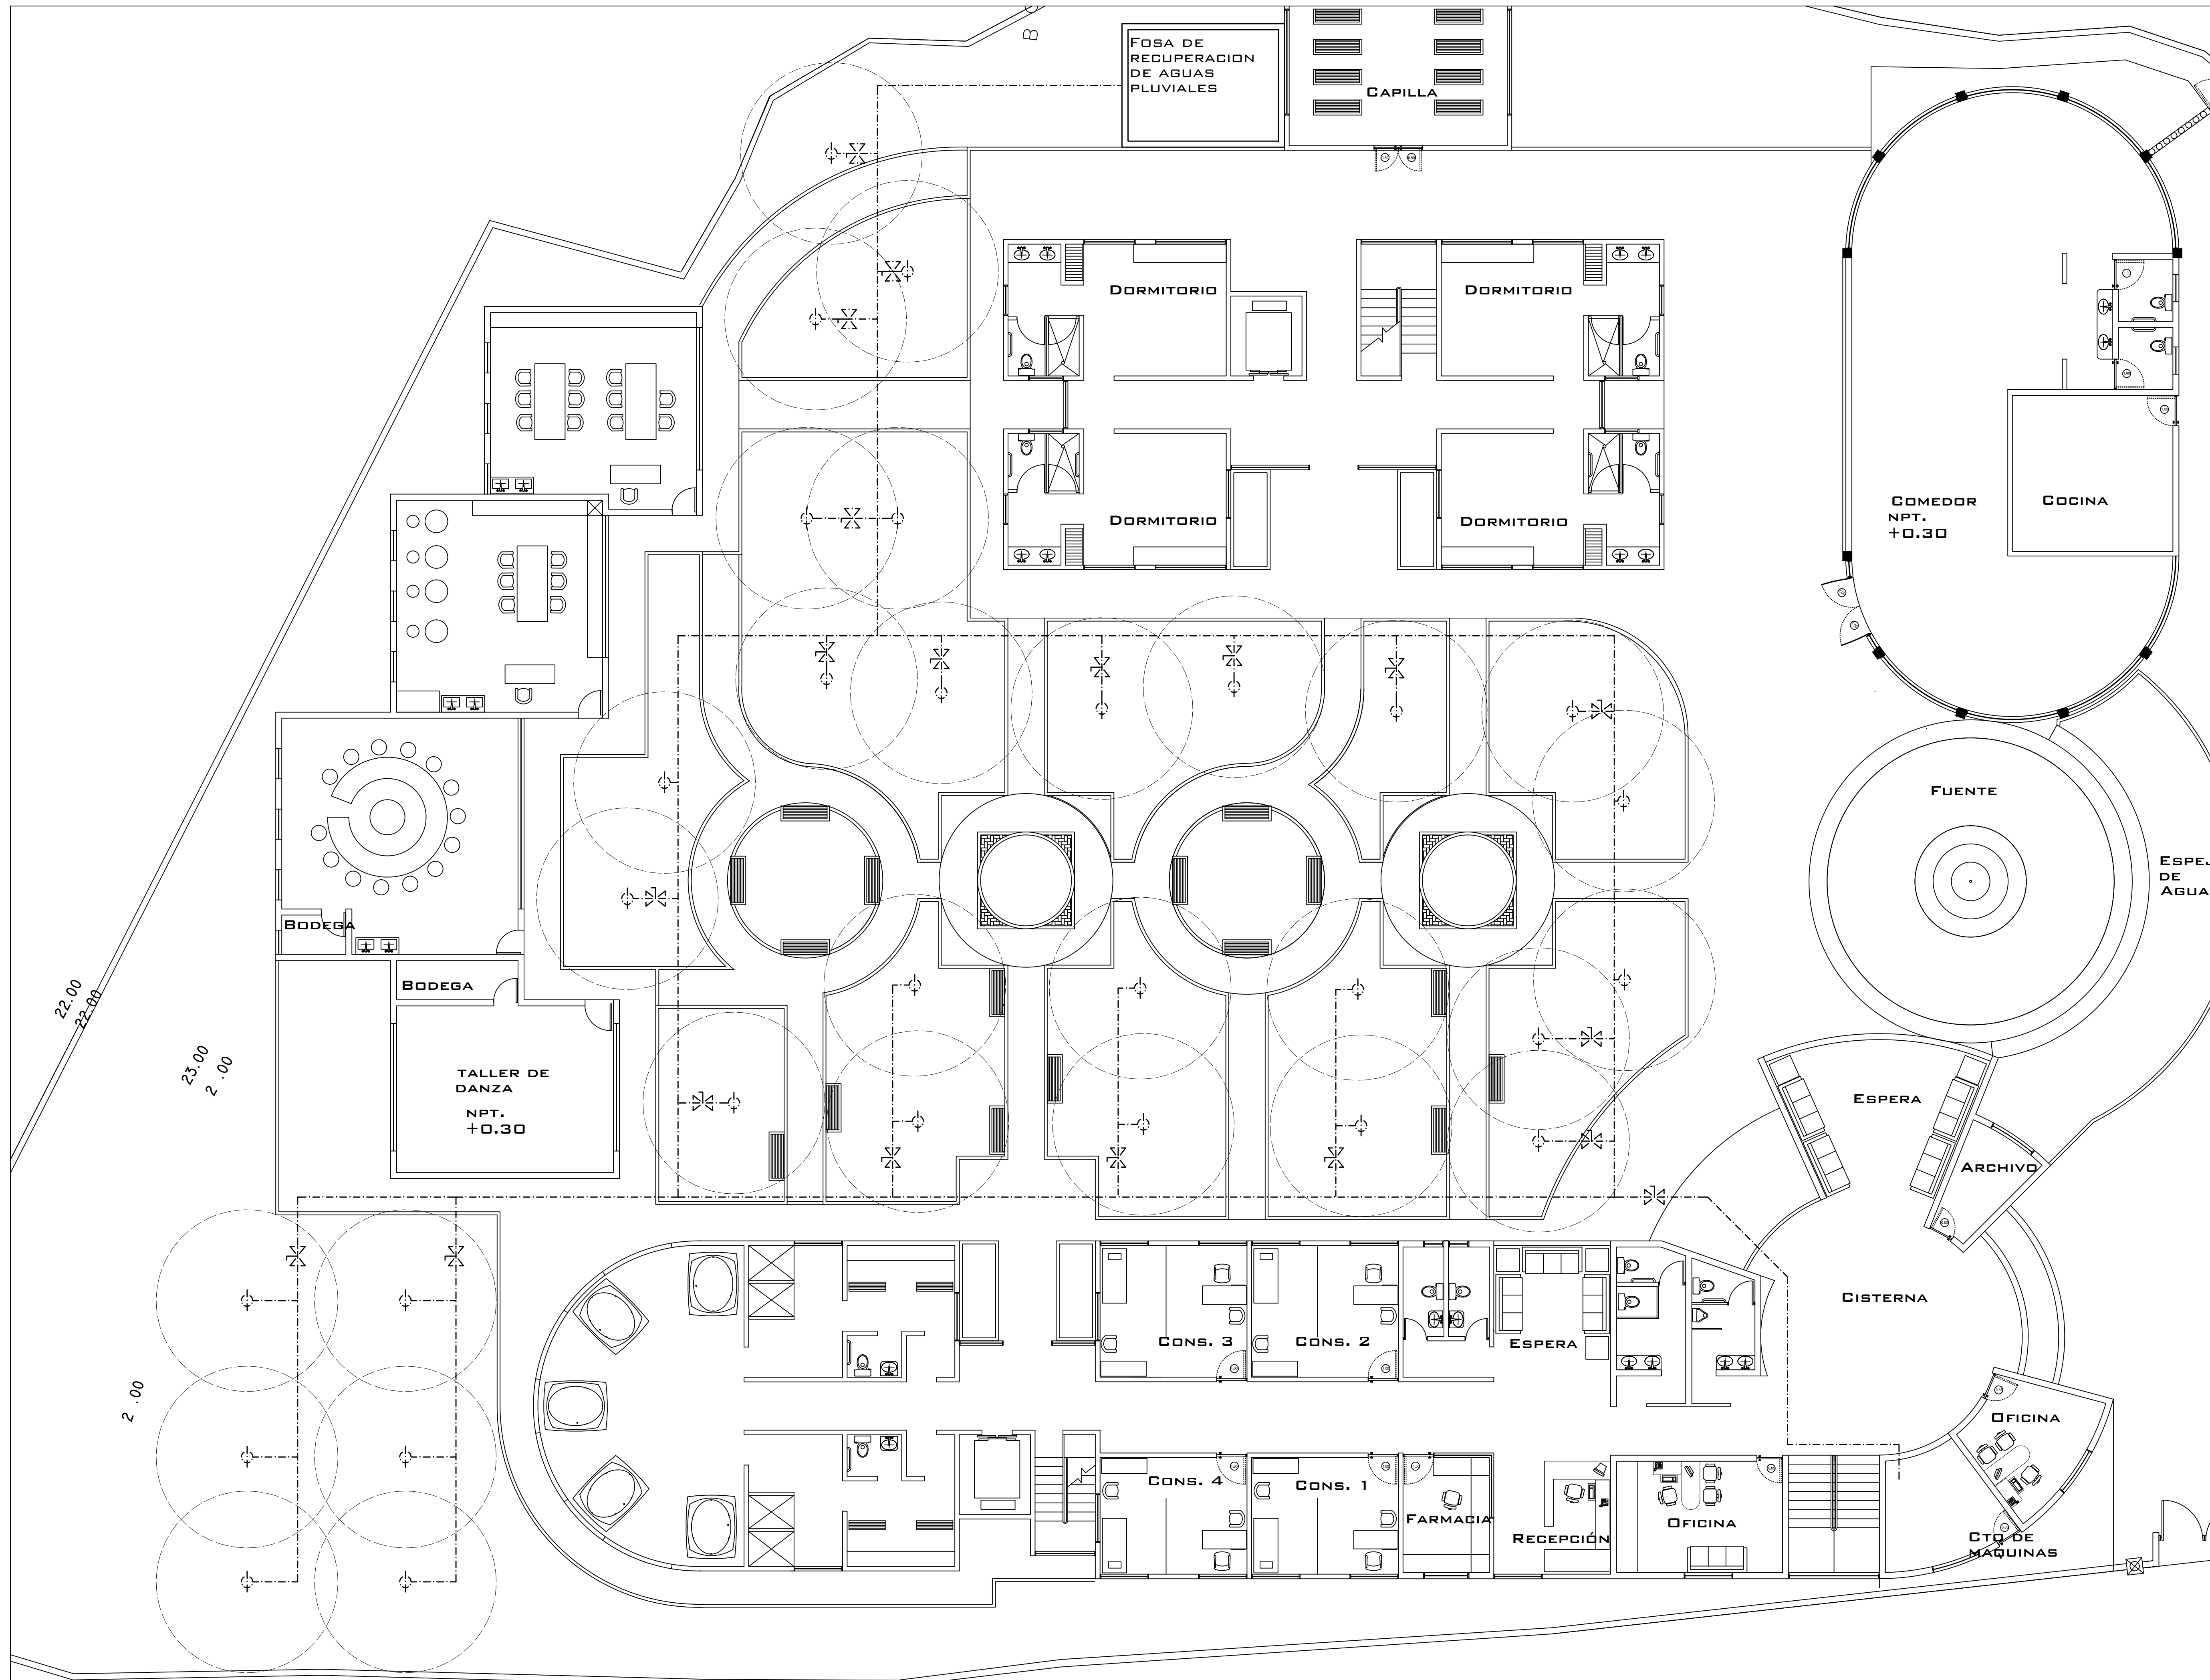 B
FOSA DE
RECUPERACION
DE AGUAS
PLUVIALES
CAPILLA
DORMITORIO
DORMITORIO
COMEDOR
NPT.
+0.30
COCINA
DORMITORIO
DORMITORIO
FUENTE
ESPEJ
DE
AGUA
BODEGA
BODEGA
22.00
22.00
23.00
2 .00
TALLER DE
DANZA
NPT.
+0.30
ESPERA
ARCHIVO
CISTERNA
CONS. 3
CONS. 2
ESPERA
2 .00
OFICINA
CONS. 4
CONS. 1
FARMACIA
RECEPCIÓN
OFICINA
CTO DE
MAQUINAS